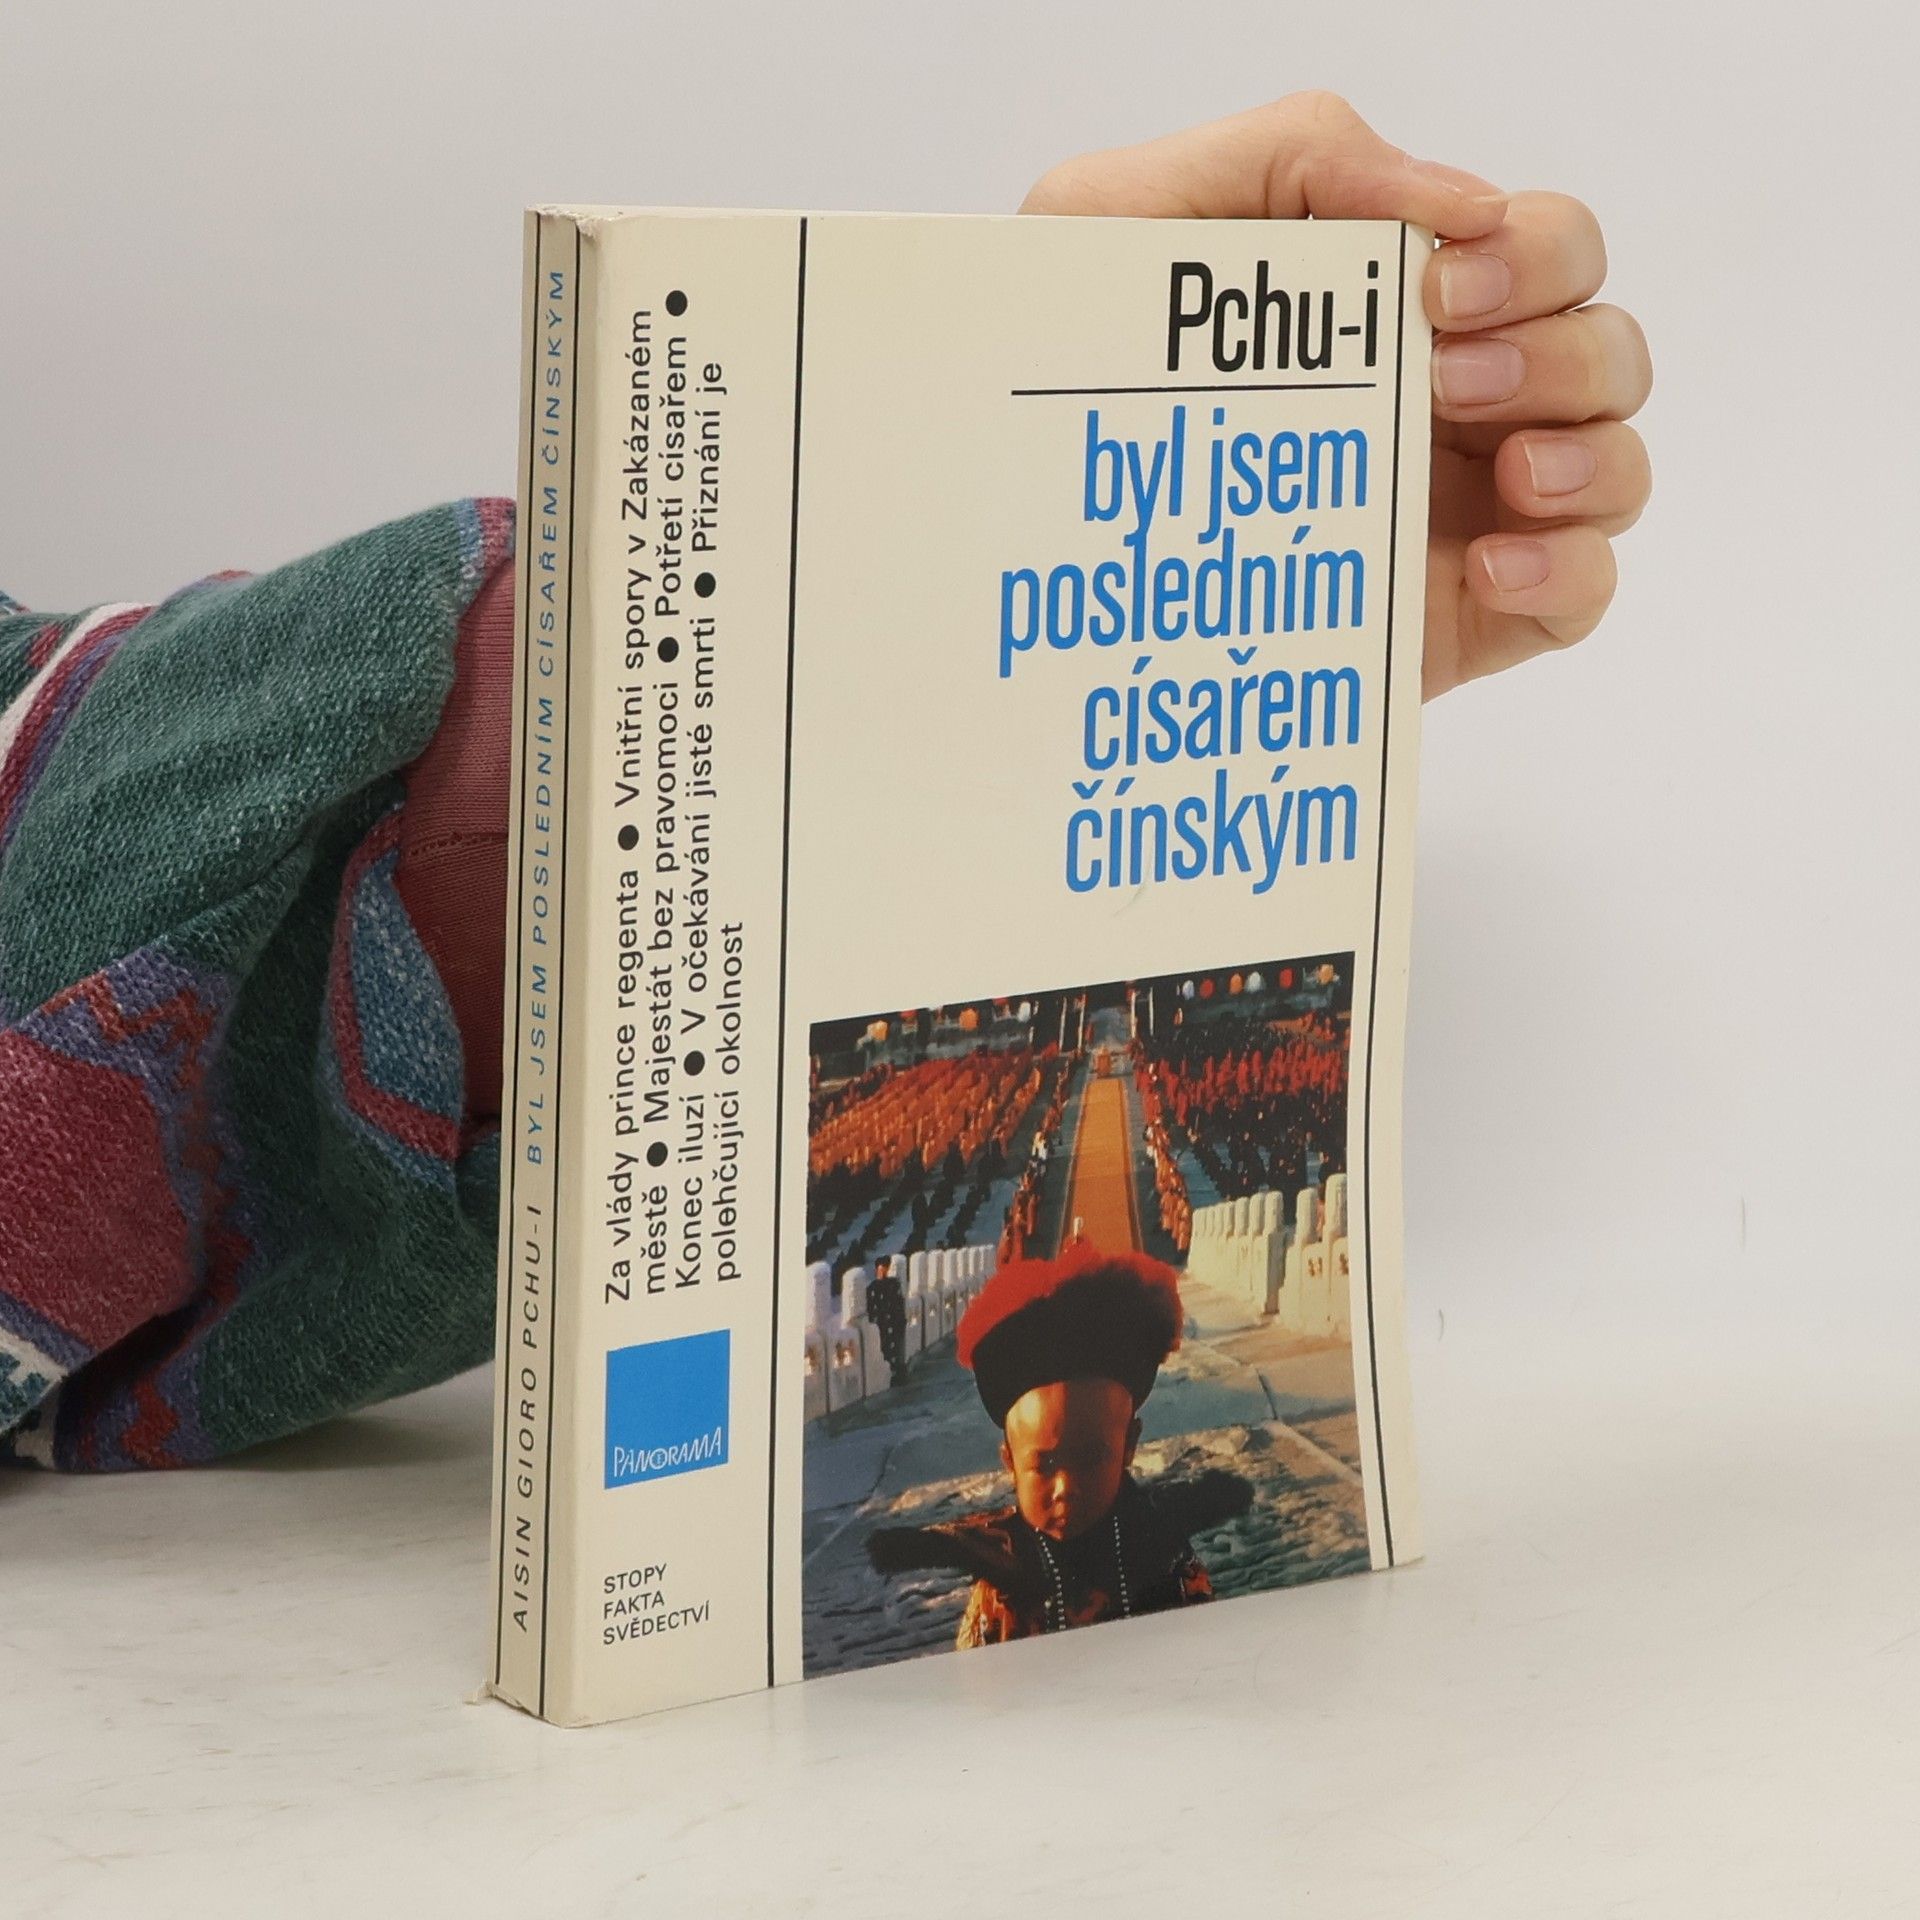 AISIN GIORO PCHU-I BYL JSEM POSLEDNÍM CÍSAŘEM ČÍNSKÝM
Za vlády prince regenta ● Vnitřní spory v Zakázaném
městě ● Majestát bez pravomoci ● Potřetí císařem ●
Konec iluzí ● V očekávání jisté smrti ● Přiznání je
polehčující okolnost
PANORAMA
STOPY
FAKTA
SVĚDECTVÍ
Pchu-i
byl jsem
posledním
císařem
čínským